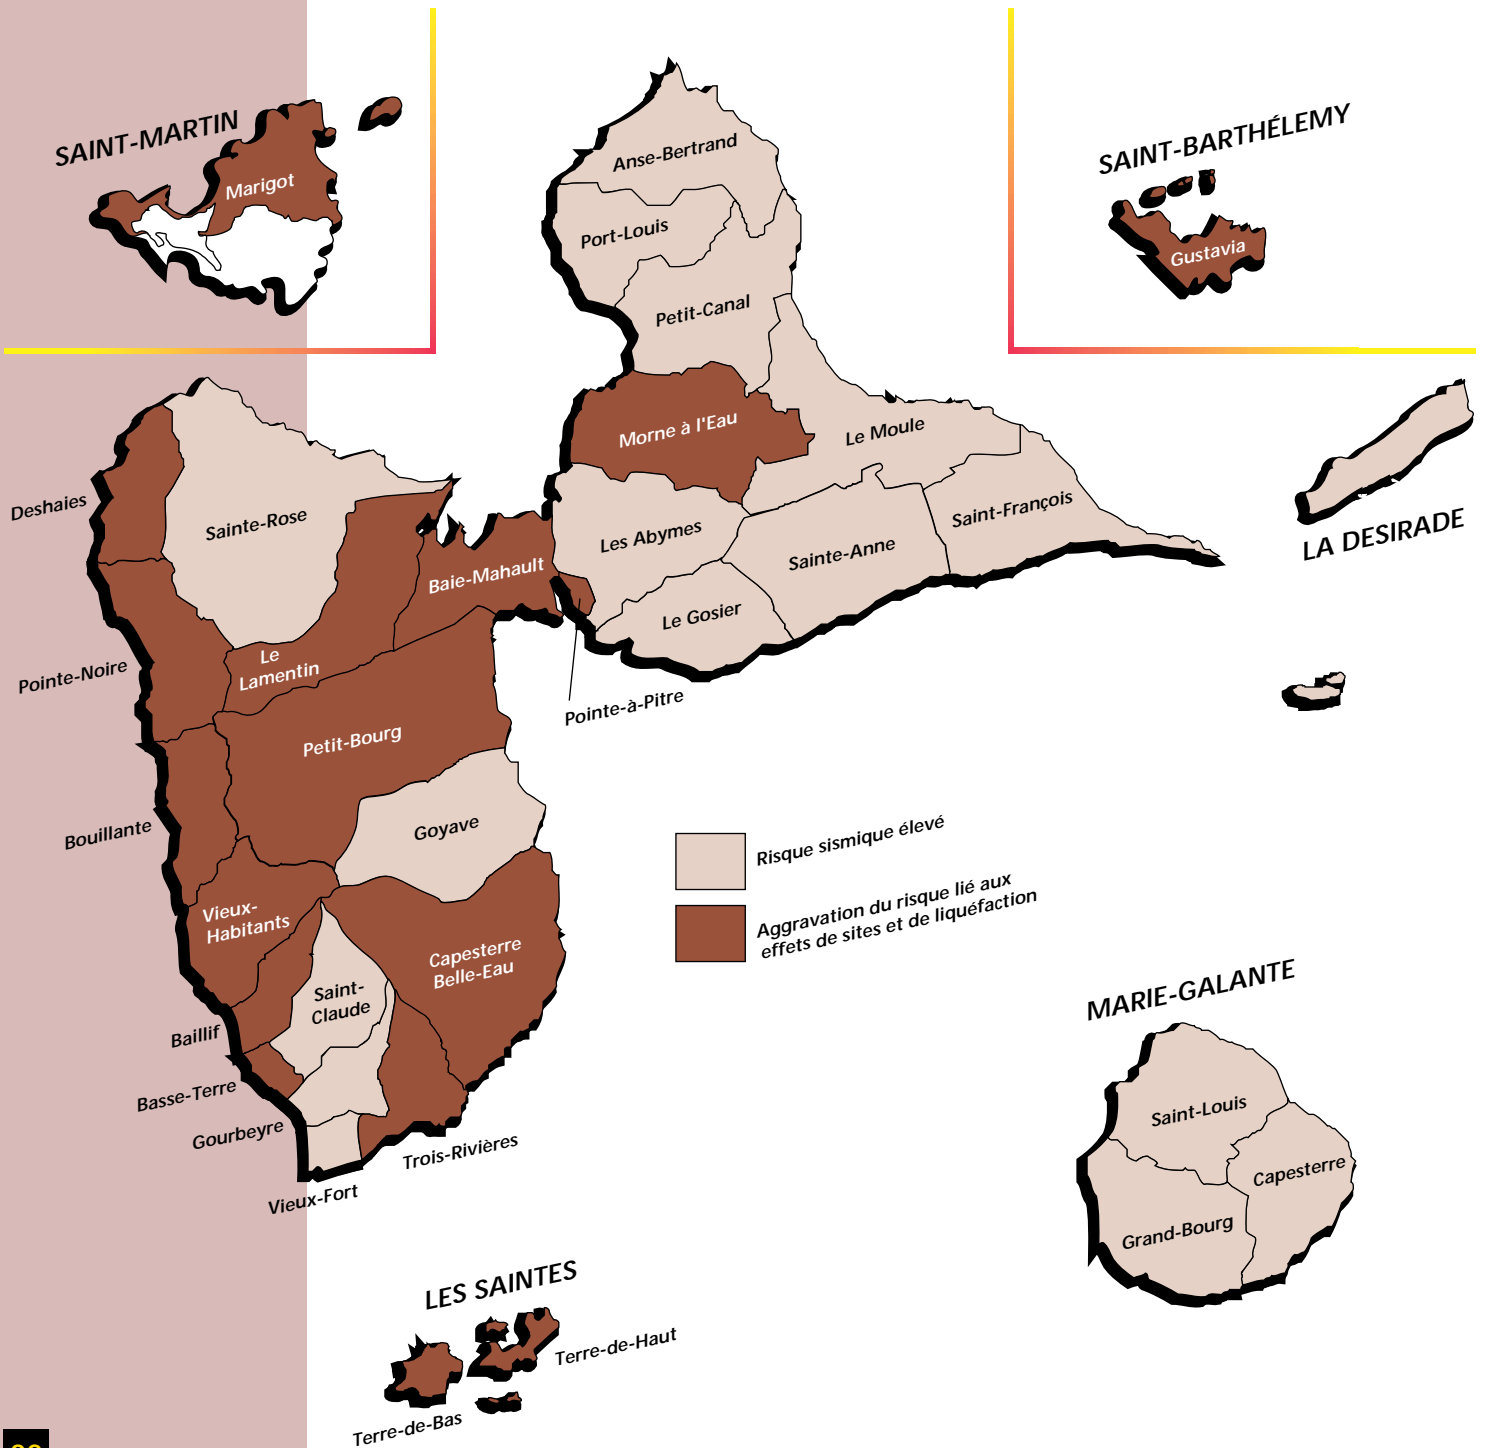 SAINT-MARTIN
Marigot
SAINT-BARTHÉLEMY
Gustavia
Anse-Bertrand
Port-Louis
Petit-Canal
Morne à l'Eau
Le Moule
Les Abymes
Sainte-Anne
Saint-François
Le Gosier
Pointe-à-Pitre
LA DESIRADE
Deshaies
Sainte-Rose
Baie-Mahault
Le
Lamentin
Pointe-Noire
Petit-Bourg
Bouillante
Goyave
Vieux-
Habitants
Capesterre
Belle-Eau
Saint-
Claude
Baillif
Basse-Terre
Gourbeyre
Trois-Rivières
Vieux-Fort
Risque sismique élevé
Aggravation du risque lié aux
effets de sites et de liquéfaction
MARIE-GALANTE
Saint-Louis
Capesterre
Grand-Bourg
LES SAINTES
Terre-de-Haut
Terre-de-Bas